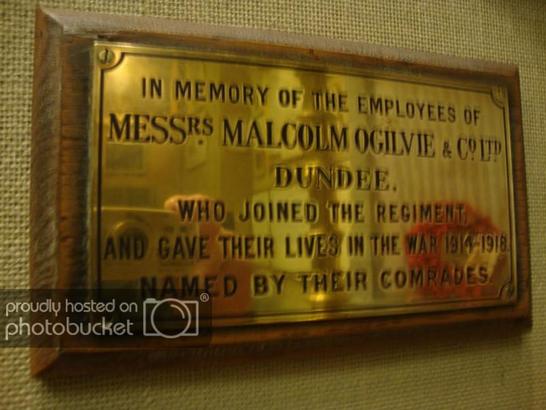 IN MEMORY OF THE EMPLOYEES OF
MESSRS MALCOLM OGILVIE & CO LTD
DUNDEE.
WHO JOINED THE REGIMENT,
AND GAVE THEIR LIVES IN THE WAR 1914-1918.
NAMED BY THEIR COMRADES.
proudly hosted on
photobucket®